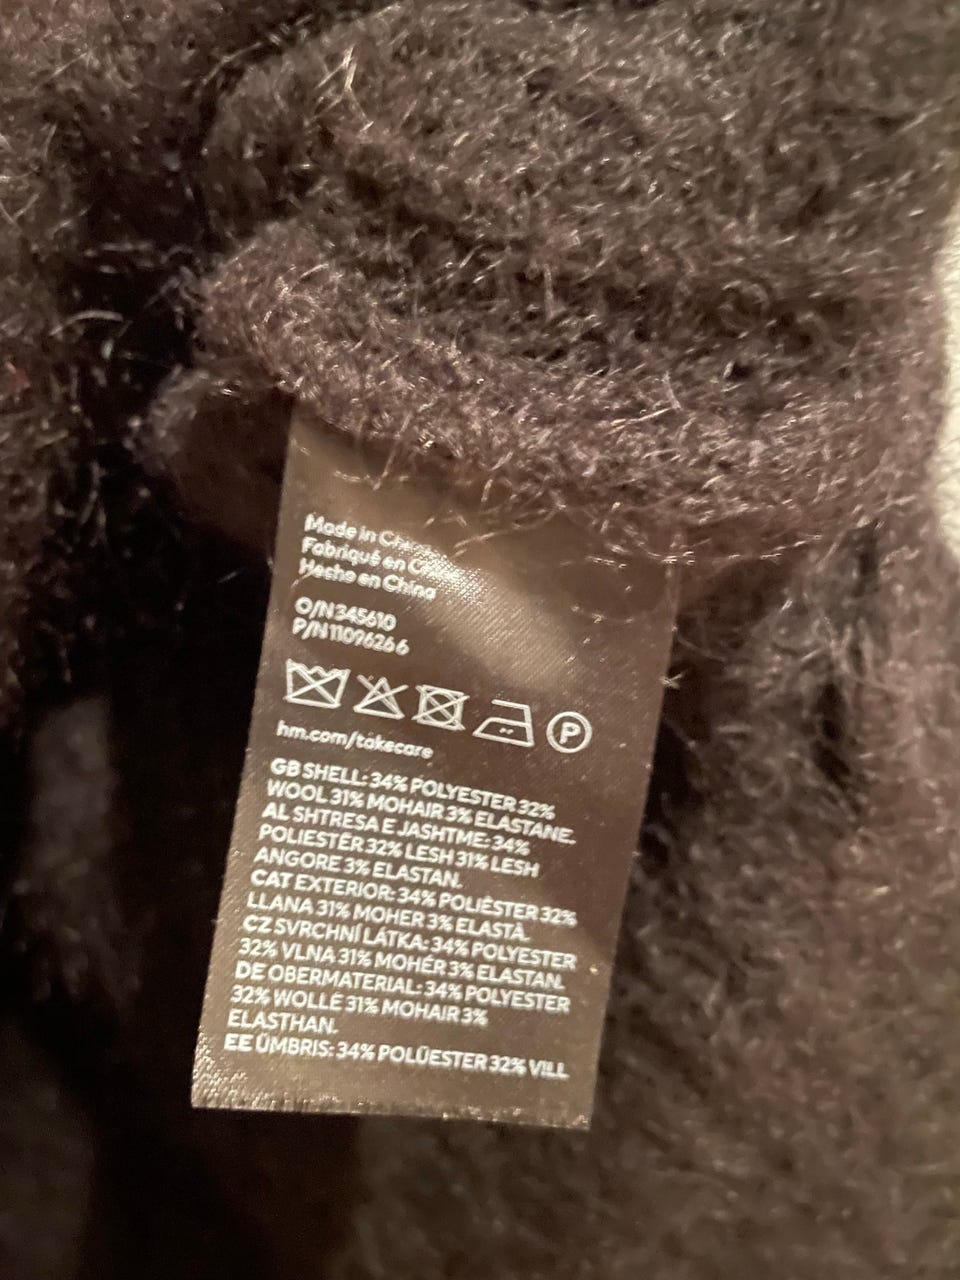 Made in China
Fabriqué en Chine
Hecho en China
O/N 345610
P/N 11096266
P
hm.com/takecare
GB SHELL: 34% POLYESTER 32%
WOOL 31% MOHAIR 3% ELASTANE.
AL SHTRESA E JASHTME: 34%
POLIESTËR 32% LESH 31% LESH
ANGORE 3% ELASTAN.
CAT EXTERIOR: 34% POLIÈSTER 32%
LLANA 31% MOHER 3% ELASTÀ.
CZ SVRCHNÍ LÁTKA: 34% POLYESTER
32% VLNA 31% MOHÉR 3% ELASTAN.
DE OBERMATERIAL: 34% POLYESTER
32% WOLLE 31% MOHAIR 3%
ELASTHAN.
EE ÜMBRIS: 34% POLÜESTER 32% VILL